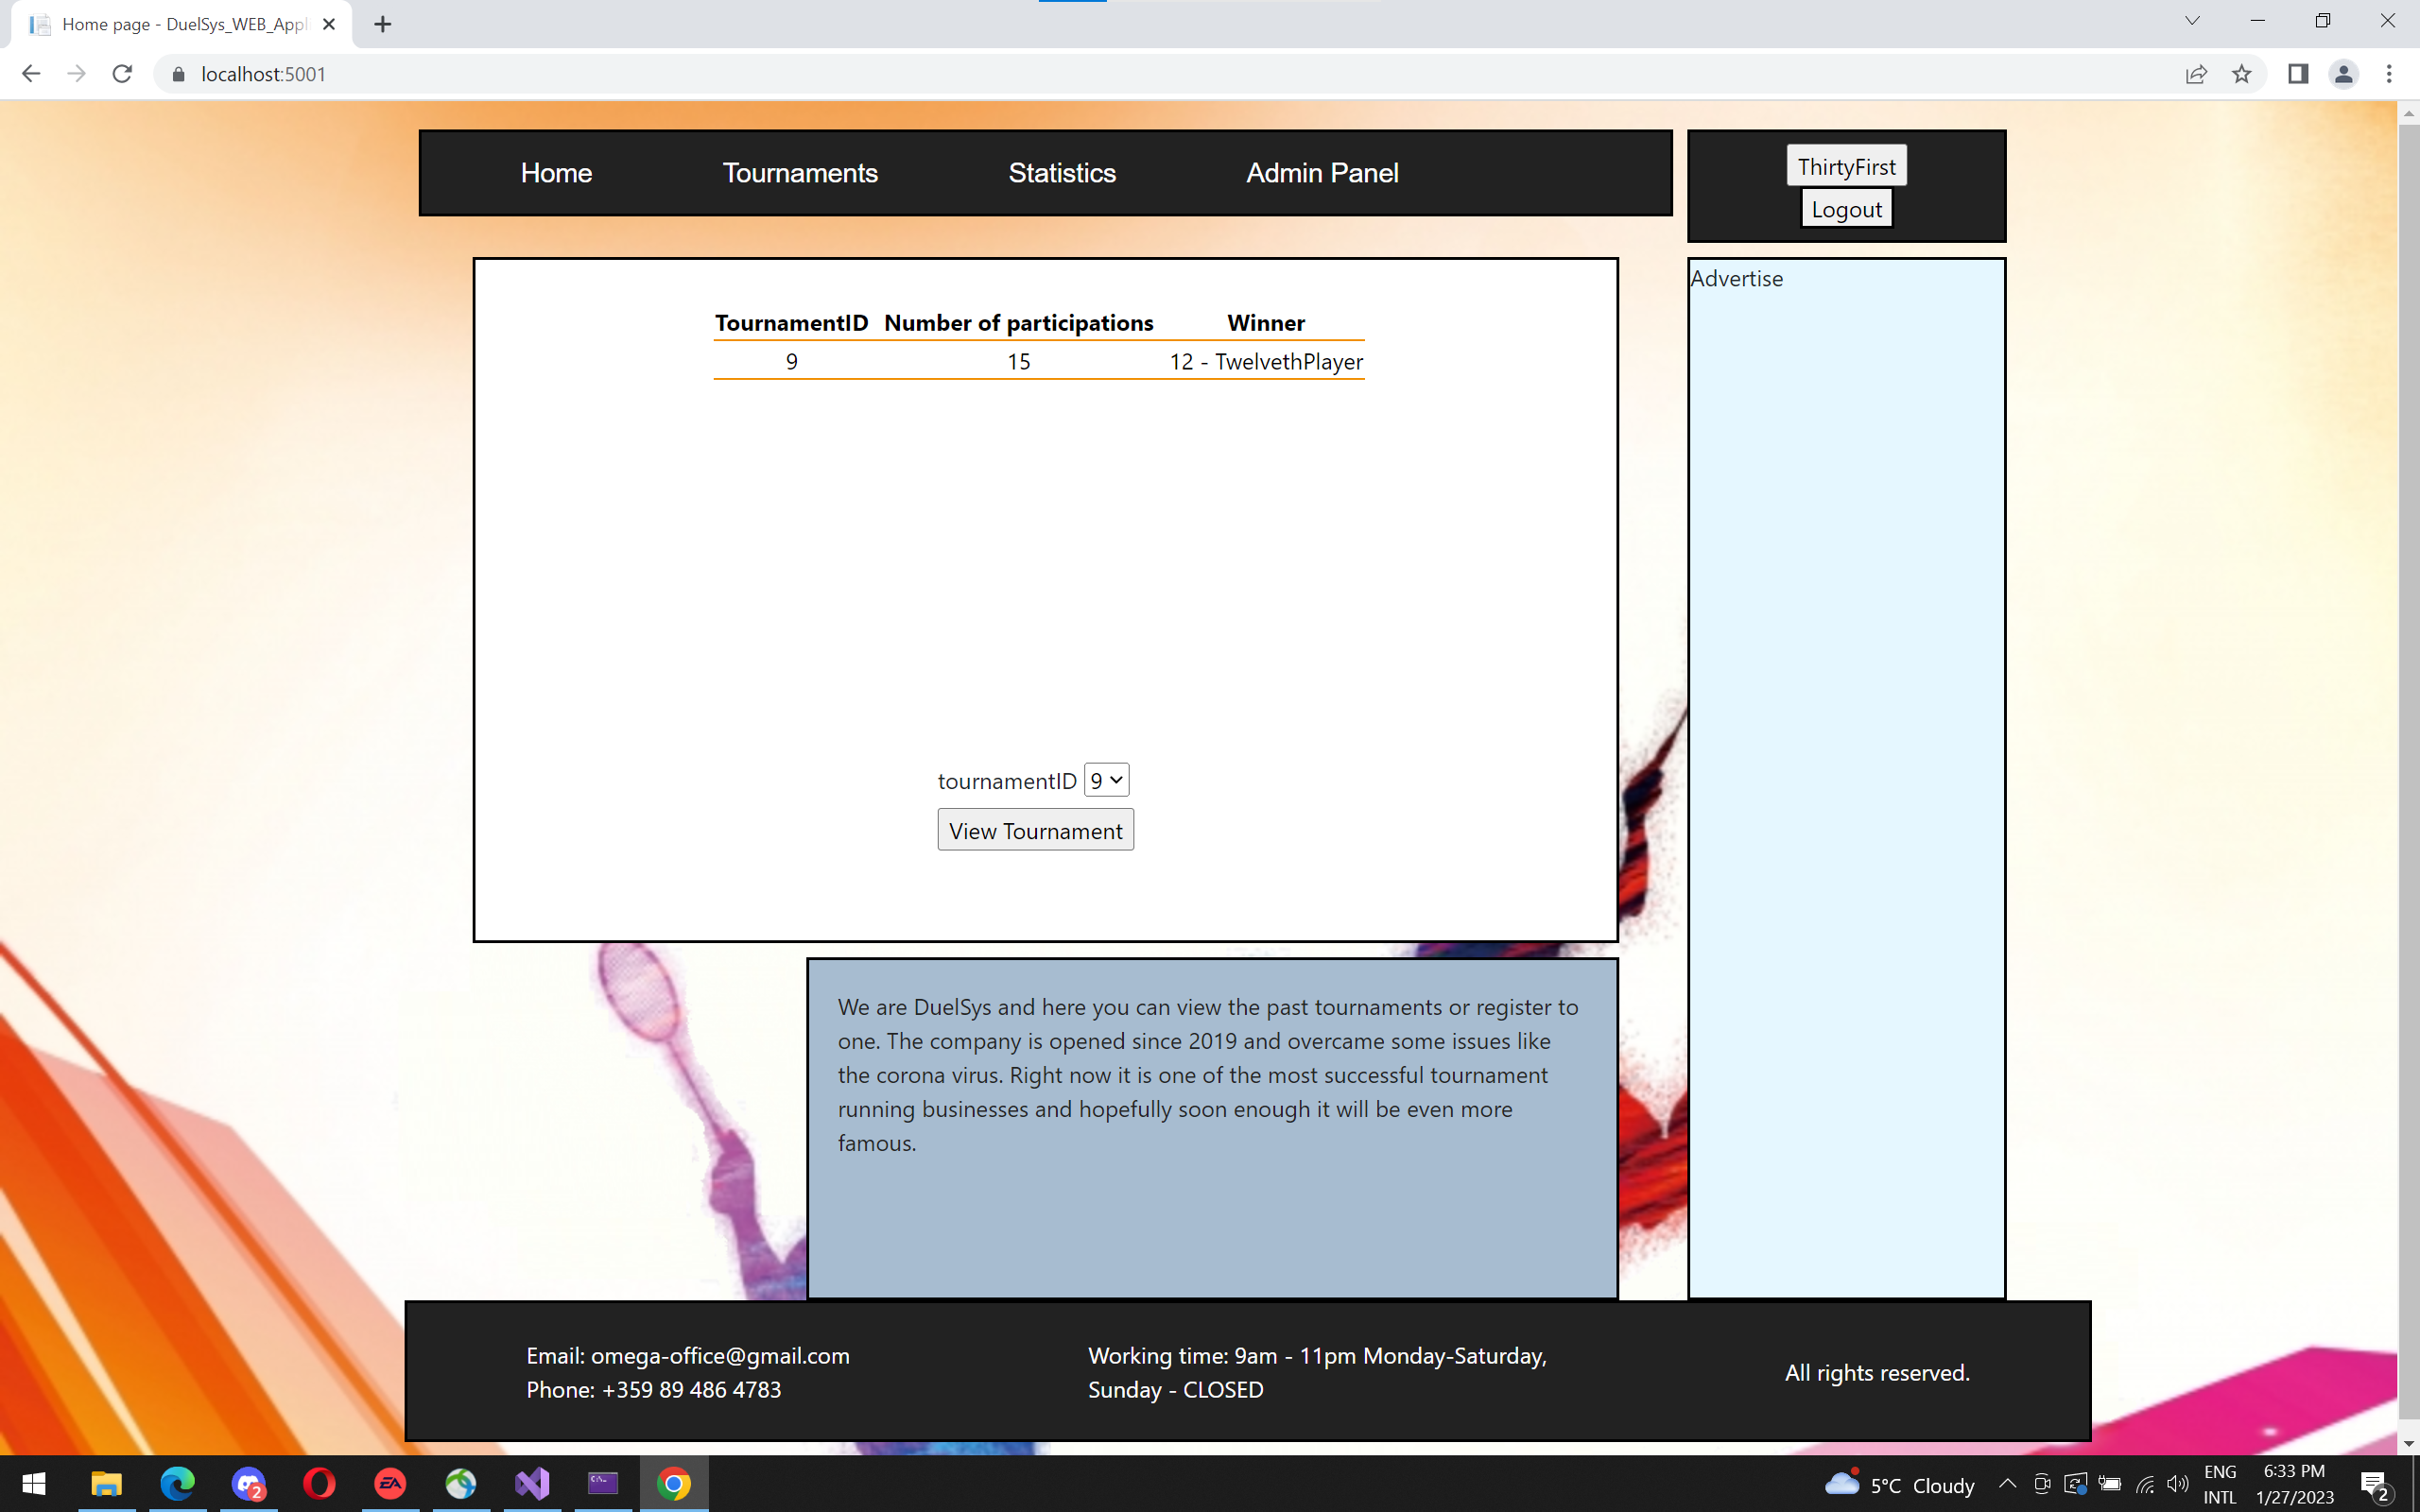 Home page - DuelSys_WEB_Appl
localhost:5001
Home Tournaments Statistics Admin Panel
ThirtyFirst
Logout
Advertise
TournamentID Number of participations Winner
9 15 12 - TwelvethPlayer
tournamentID 9
View Tournament
We are DuelSys and here you can view the past tournaments or register to
one. The company is opened since 2019 and overcame some issues like
the corona virus. Right now it is one of the most successful tournament
running businesses and hopefully soon enough it will be even more
famous.
Email: omega-office@gmail.com
Phone: +359 89 486 4783
Working time: 9am - 11pm Monday-Saturday,
Sunday - CLOSED
All rights reserved.
2
EA
C:\_
5°C Cloudy
ENG
INTL
6:33 PM
1/27/2023
2